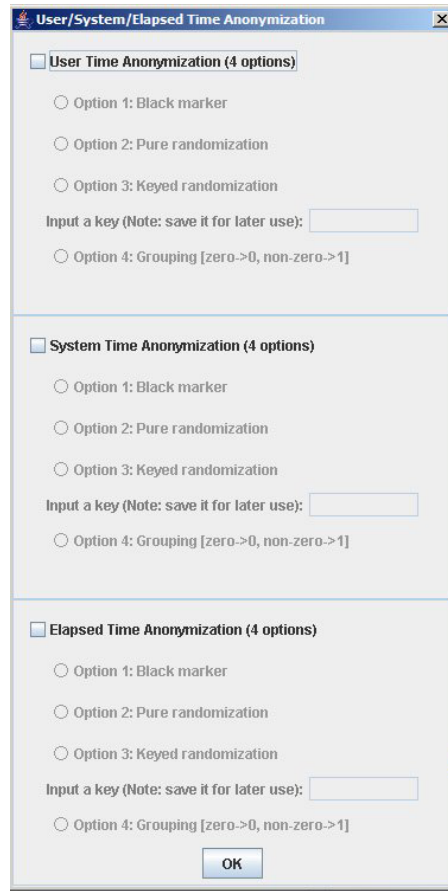 User/System/Elapsed Time Anonymization
User Time Anonymization (4 options)
Option 1: Black marker
Option 2: Pure randomization
Option 3: Keyed randomization
Input a key (Note: save it for later use):
Option 4: Grouping [zero->0, non-zero->1]
System Time Anonymization (4 options)
Option 1: Black marker
Option 2: Pure randomization
Option 3: Keyed randomization
Input a key (Note: save it for later use):
Option 4: Grouping [zero->0, non-zero->1]
Elapsed Time Anonymization (4 options)
Option 1: Black marker
Option 2: Pure randomization
Option 3: Keyed randomization
Input a key (Note: save it for later use):
Option 4: Grouping [zero->0, non-zero->1]
OK